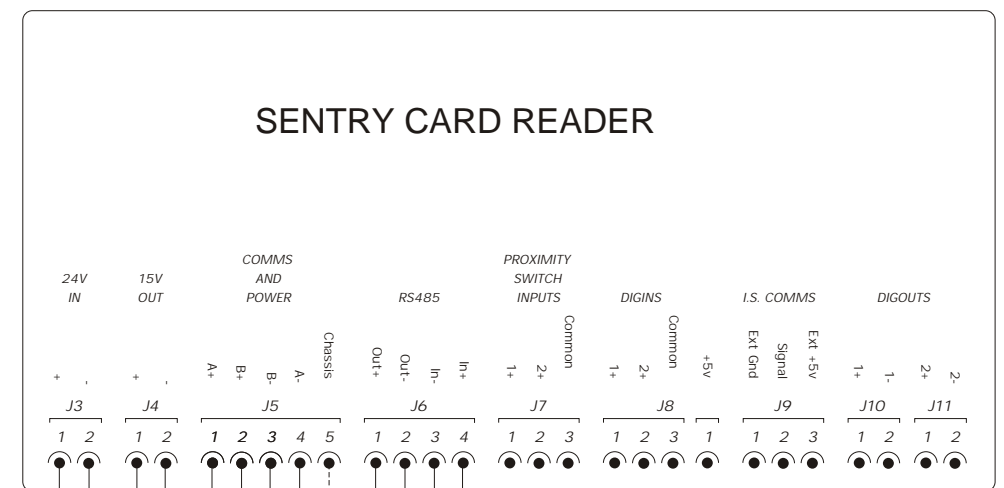 SENTRY CARD READER
COMMS
PROXIMITY
24V 15V AND SWITCH
IN OUT POWER RS485 INPUTS DIGINS I.S. COMMS DIGOUTS
+ - + - A+ B+ B- A- Chassis Out+ Out- In- In+ 1+ 2+ Common 1+ 2+ Common +5v Ext Gnd Signal Ext +5v 1+ 1- 2+ 2-
J3 J4 J5 J6 J7 J8 J9 J10 J11
1 2 1 2 1 2 3 4 5 1 2 3 4 1 2 3 1 2 3 1 1 2 3 1 2 1 2